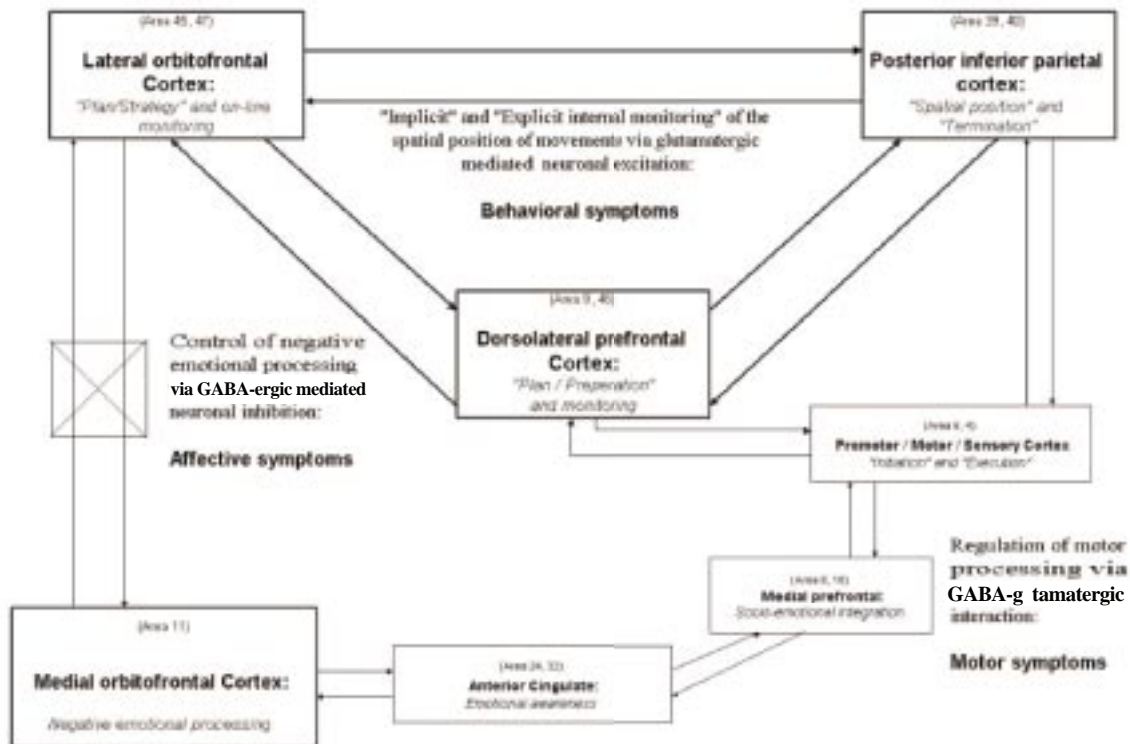 Lateral orbitofrontal
Cortex:
"Plan/Strategy" and on-line
monitoring
(Area 39, 40)
Posterior inferior parietal
cortex:
"Spatial position" and
"Termination"
"Implicit" and "Explicit internal monitoring" of the
spatial position of movements via glutamatergic
mediated neuronal excitation:
Behavioral symptoms
(Area 9, 46)
Dorsolateral prefrontal
Cortex:
"Plan / Preparation"
and monitoring
Control of negative
emotional processing
via GABA-ergic mediated
neuronal inhibition:
Affective symptoms
Premotor / Motor / Sensory Cortex
"Initiation" and "Execution"
Medial prefrontal:
Socio-emotional integration
Regulation of motor
processing via
GABA-g tamatergic
interaction:
Motor symptoms
(Area 11)
Medial orbitofrontal Cortex:
Negative emotional processing
(Area 24, 32)
Anterior Cingulate:
Emotional awareness